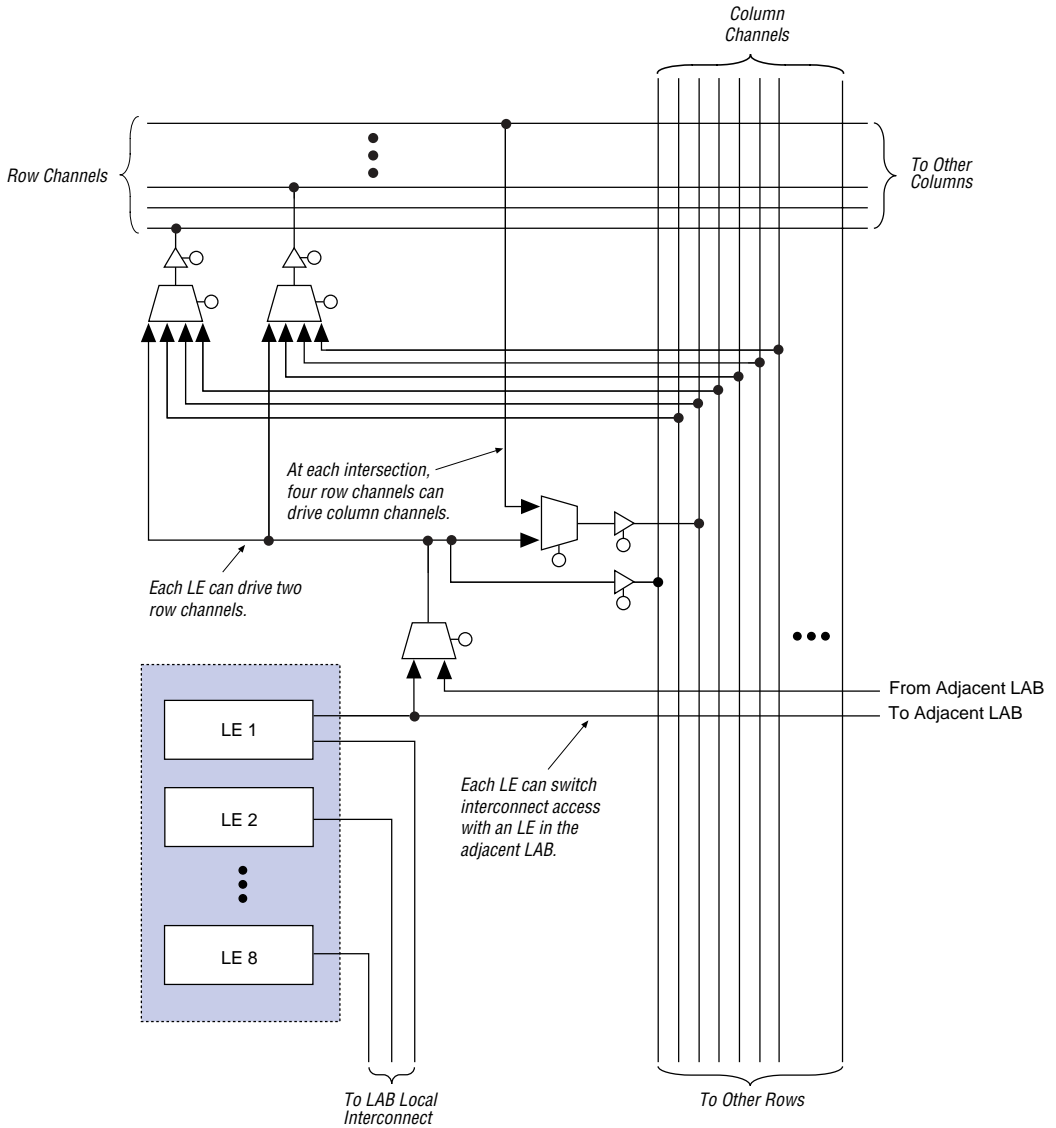 Column
Channels
Row Channels
To Other
Columns
At each intersection,
four row channels can
drive column channels.
Each LE can drive two
row channels.
From Adjacent LAB
To Adjacent LAB
LE 1
Each LE can switch
interconnect access
with an LE in the
adjacent LAB.
LE 2
LE 8
To LAB Local
Interconnect
To Other Rows